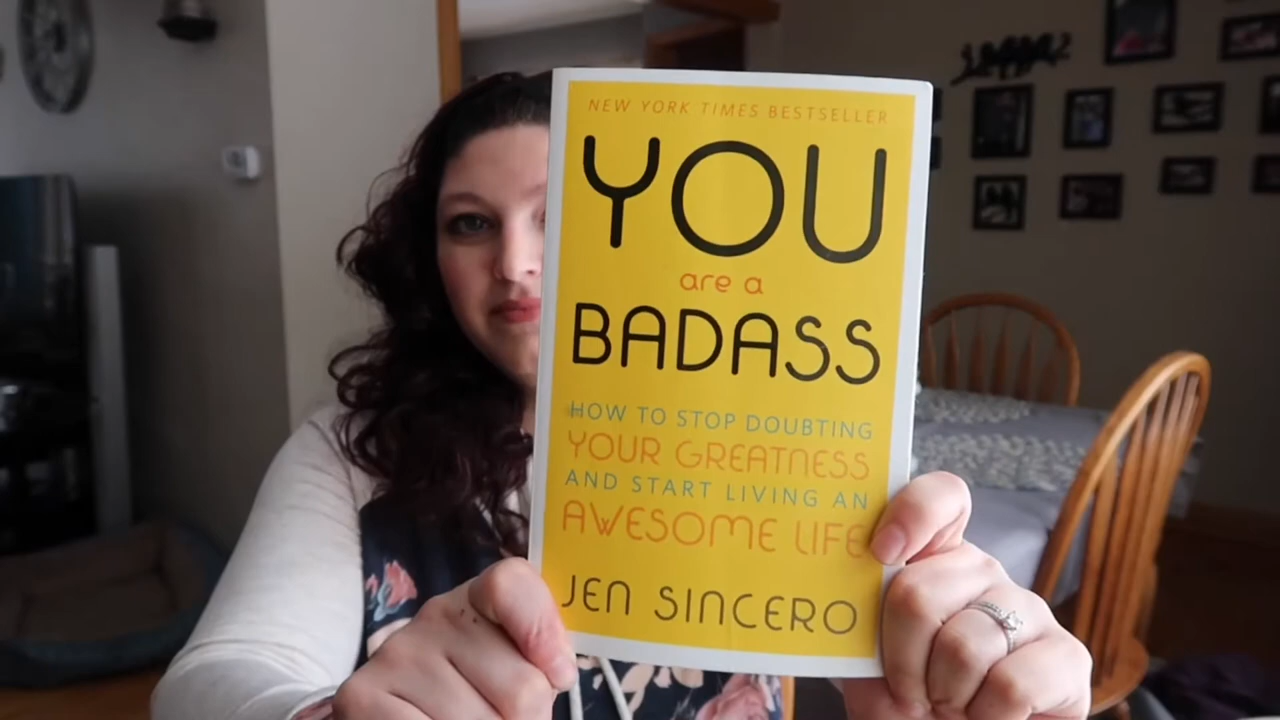 NEW YORK TIMES BESTSELLER
YOU
are a
BADASS
HOW TO STOP DOUBTING
YOUR GREATNESS
AND START LIVING AN
AWESOME LIFE
JEN SINCERO